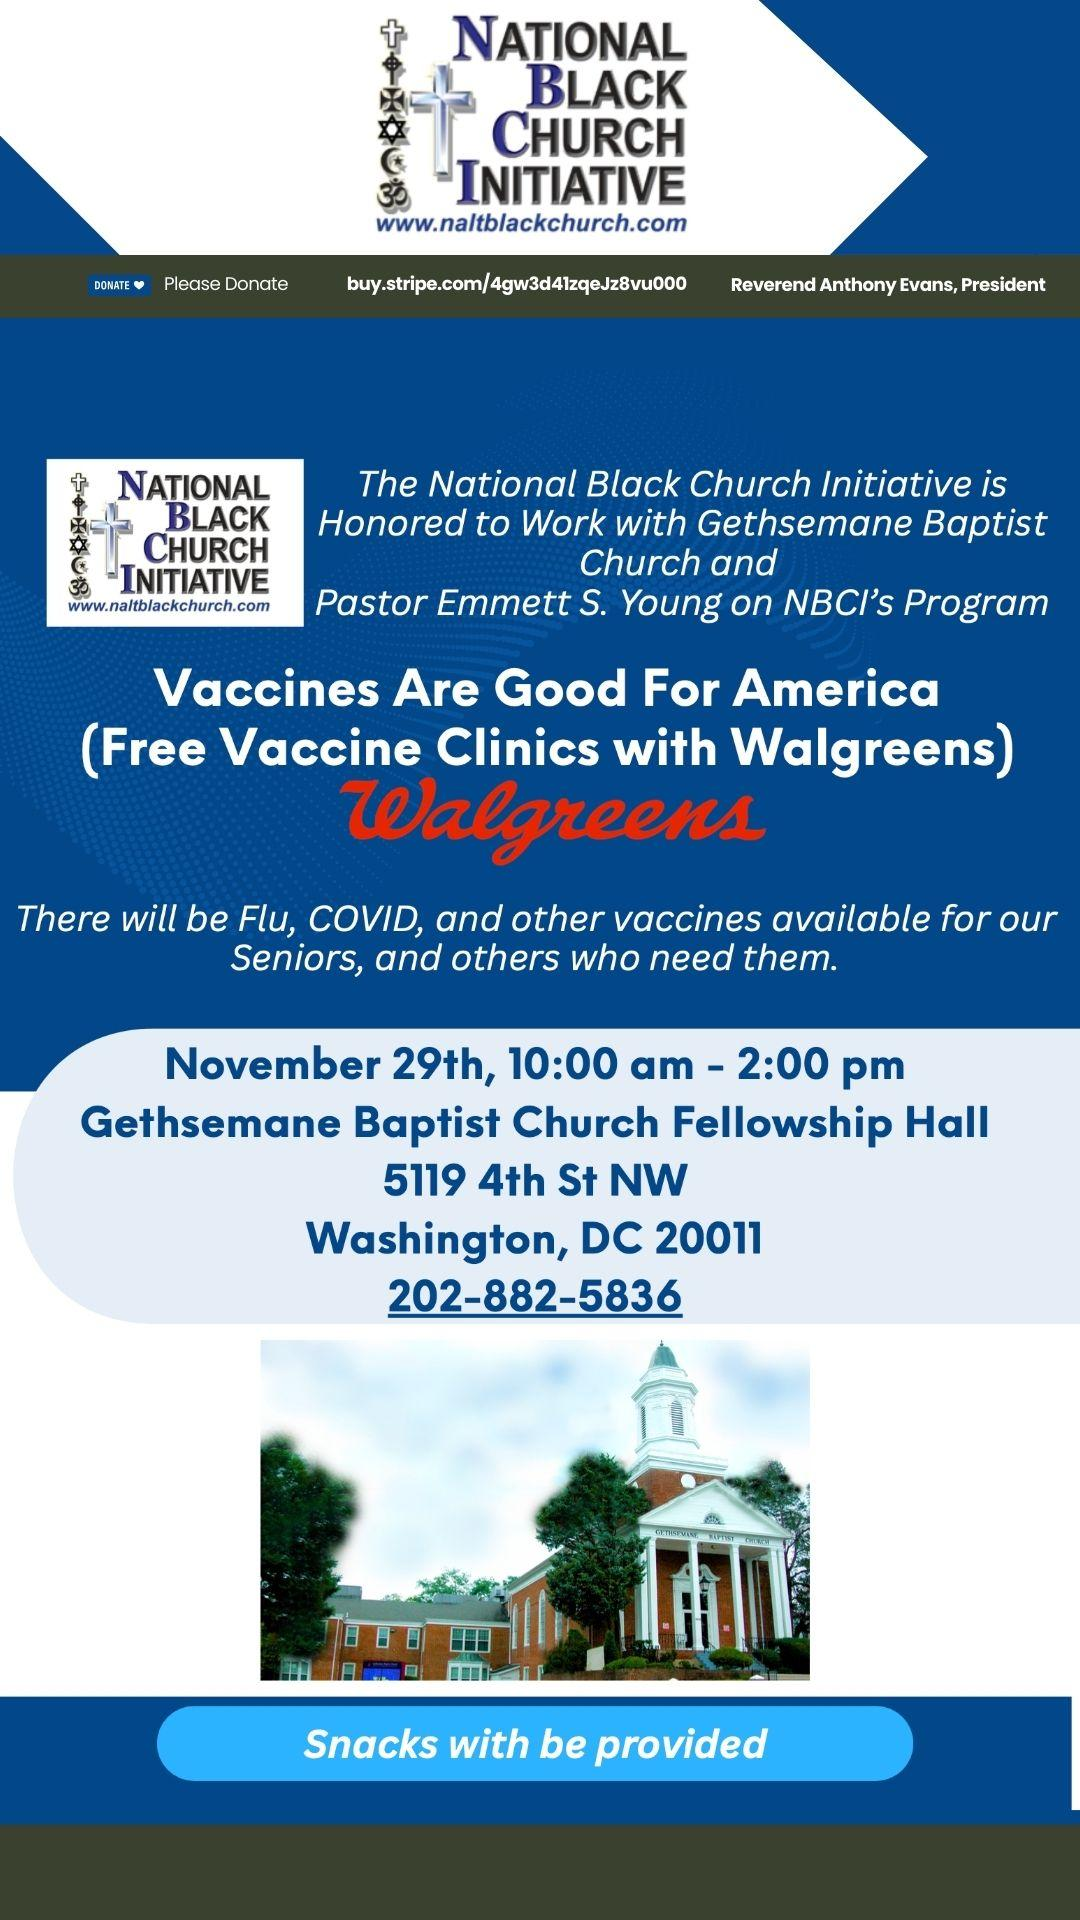 NATIONAL
BLACK
CHURCH
INITIATIVE
www.naltblackchurch.com
DONATE Please Donate buy.stripe.com/4gw3d41zqeJz8vu000 Reverend Anthony Evans, President
NATIONAL
BLACK
CHURCH
INITIATIVE
www.naltblackchurch.com
The National Black Church Initiative is
Honored to Work with Gethsemane Baptist
Church and
Pastor Emmett S. Young on NBCI’s Program
Vaccines Are Good For America
(Free Vaccine Clinics with Walgreens)
Walgreens
There will be Flu, COVID, and other vaccines available for our
Seniors, and others who need them.
November 29th, 10:00 am - 2:00 pm
Gethsemane Baptist Church Fellowship Hall
5119 4th St NW
Washington, DC 20011
202-882-5836
GETHSEMANE BAPTIST CHURCH
Snacks with be provided